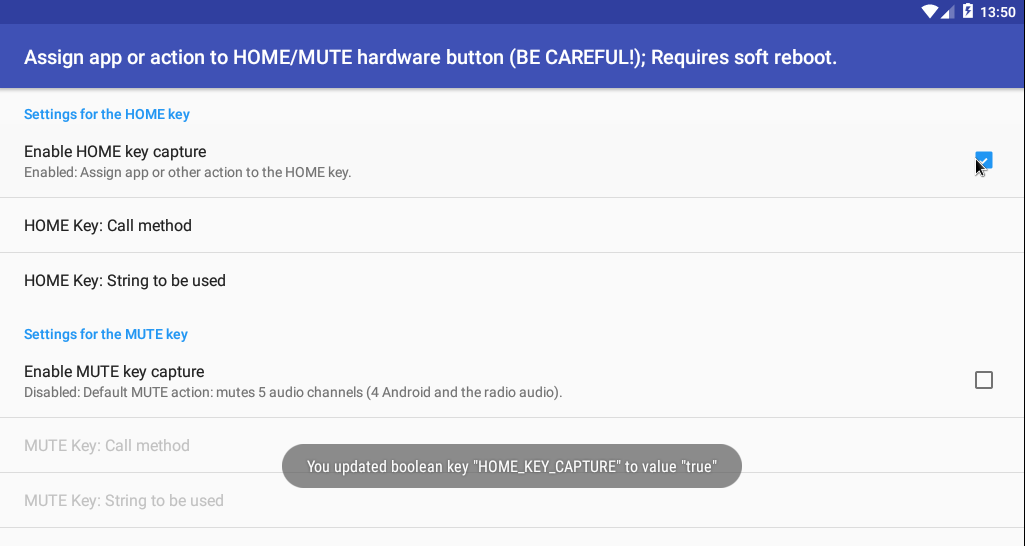 13:50
Assign app or action to HOME/MUTE hardware button (BE CAREFUL!); Requires soft reboot.
Settings for the HOME key
Enable HOME key capture
Enabled: Assign app or other action to the HOME key.
HOME Key: Call method
HOME Key: String to be used
Settings for the MUTE key
Enable MUTE key capture
Disabled: Default MUTE action: mutes 5 audio channels (4 Android and the radio audio).
MUTE Key: Call method
You updated boolean key "HOME_KEY_CAPTURE" to value "true"
MUTE Key: String to be used